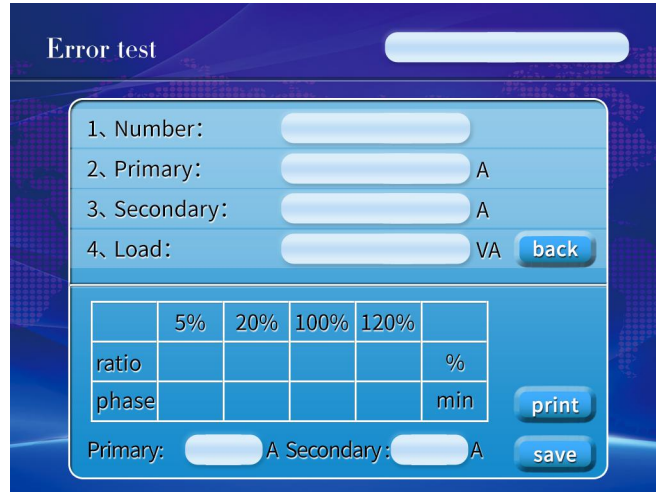 Error test
1、Number:
2、Primary: A
3、Secondary: A
4、Load: VA back
5% 20% 100% 120%
ratio %
phase min print
Primary: A Secondary: A save